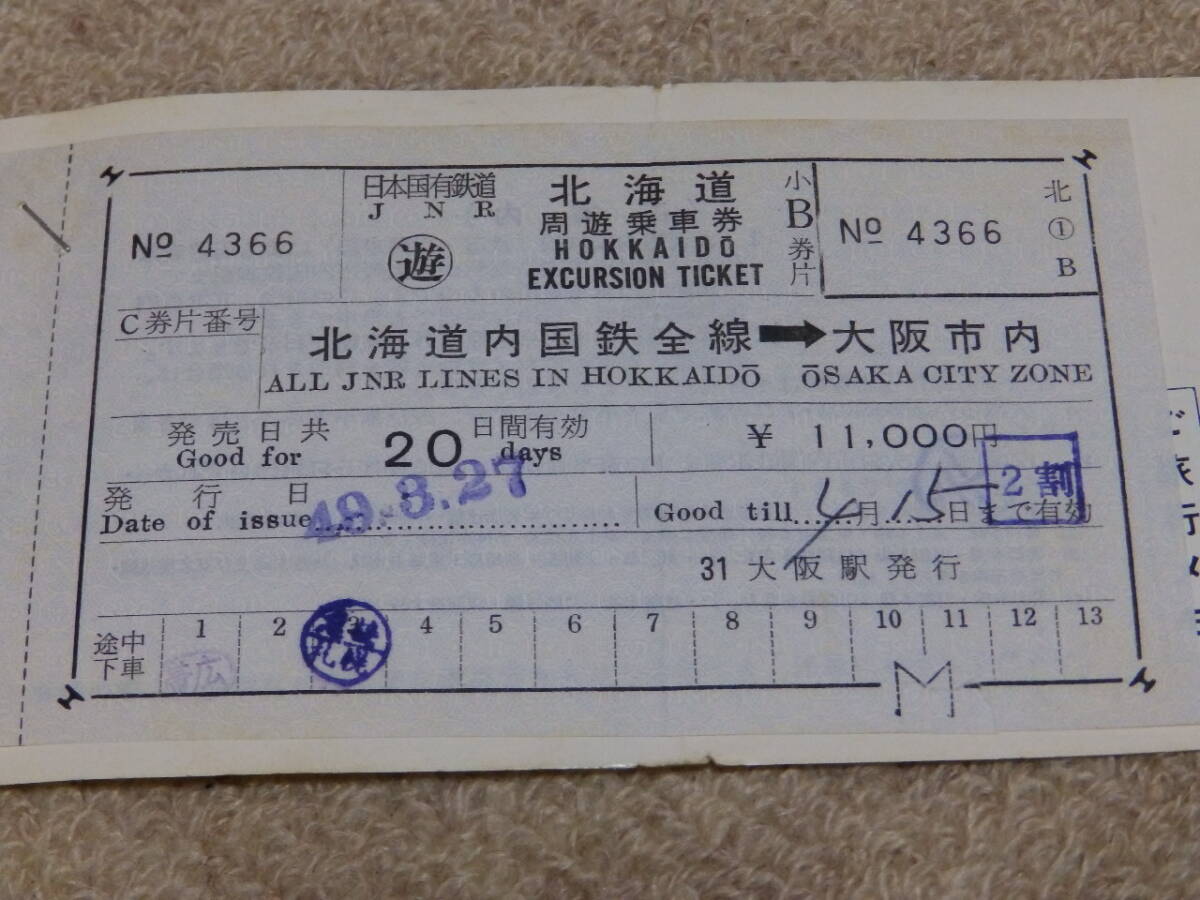 No 4366
日本国有鉄道
J N R
遊
北海道
周遊乗車券
HOKKAIDŌ
EXCURSION TICKET
小B券片
No 4366
北①B
C券片番号
北海道内国鉄全線➡大阪市内
ALL JNR LINES IN HOKKAIDŌ ŌSAKA CITY ZONE
発売日共 20 日間有効
Good for days
¥ 11,000円
発行日
Date of issue 49.3.27
Good till 4月15日まで有効
2割
31 大阪駅発行
途中下車
1 2 3 4 5 6 7 8 9 10 11 12 13
帯広
札幌